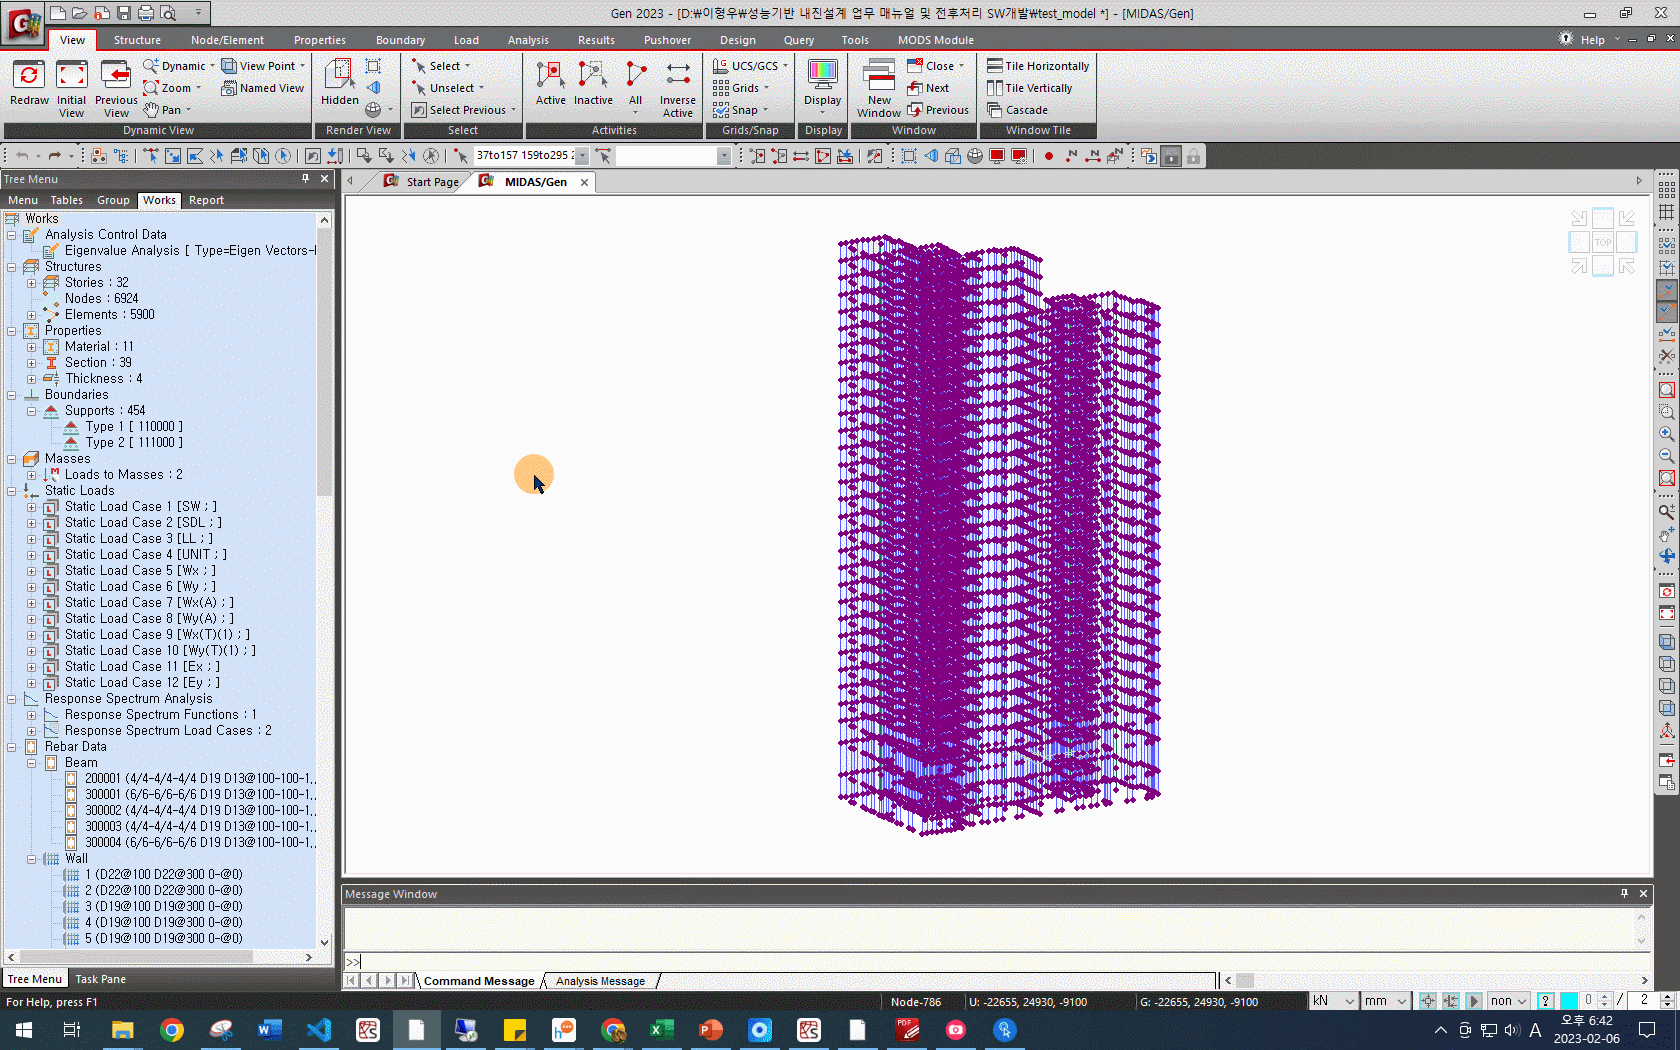 Gen 2023 - [D:₩이형우₩성능기반 내진설계 업무 매뉴얼 및 전후처리 SW개발₩test_model *] - [MIDAS/Gen]
View Structure Node/Element Properties Boundary Load Analysis Results Pushover Design Query Tools MODS Module Help
Redraw Initial View Previous View Dynamic Zoom Pan View Point Named View
Dynamic View
Hidden
Render View
Select Unselect Select Previous
Select
Active Inactive All Inverse Active
Activities
UCS/GCS Grids Snap
Grids/Snap
Display
Display
New Window Close Next Previous
Window
Tile Horizontally Tile Vertically Cascade
Window Tile
37to157 159to295 2
Tree Menu
Menu Tables Group Works Report
Start Page MIDAS/Gen
TOP
Works
Analysis Control Data
Eigenvalue Analysis [ Type=Eigen Vectors-
Structures
Stories : 32
Nodes : 6924
Elements : 5900
Properties
Material : 11
Section : 39
Thickness : 4
Boundaries
Supports : 454
Type 1 [ 110000 ]
Type 2 [ 111000 ]
Masses
Loads to Masses : 2
Static Loads
Static Load Case 1 [SW ; ]
Static Load Case 2 [SDL ; ]
Static Load Case 3 [LL ; ]
Static Load Case 4 [UNIT ; ]
Static Load Case 5 [Wx ; ]
Static Load Case 6 [Wy ; ]
Static Load Case 7 [Wx(A) ; ]
Static Load Case 8 [Wy(A) ; ]
Static Load Case 9 [Wx(T)(1) ; ]
Static Load Case 10 [Wy(T)(1) ; ]
Static Load Case 11 [Ex ; ]
Static Load Case 12 [Ey ; ]
Response Spectrum Analysis
Response Spectrum Functions : 1
Response Spectrum Load Cases : 2
Rebar Data
Beam
200001 (4/4-4/4-4/4 D19 D13@100-100-1..
300001 (6/6-6/6-6/6 D19 D13@100-100-1..
300002 (4/4-4/4-4/4 D19 D13@100-100-1..
300003 (4/4-4/4-4/4 D19 D13@100-100-1..
300004 (6/6-6/6-6/6 D19 D13@100-100-1..
Wall
1 (D22@100 D22@300 0-@0)
2 (D22@100 D22@300 0-@0)
3 (D19@100 D19@300 0-@0)
4 (D19@100 D19@300 0-@0)
5 (D19@100 D19@300 0-@0)
Tree Menu Task Pane
Message Window
>>
Command Message Analysis Message
For Help, press F1
Node-786 U: -22655, 24930, -9100 G: -22655, 24930, -9100 kN mm non ? 0 / 2
A 오후 6:42
2023-02-06